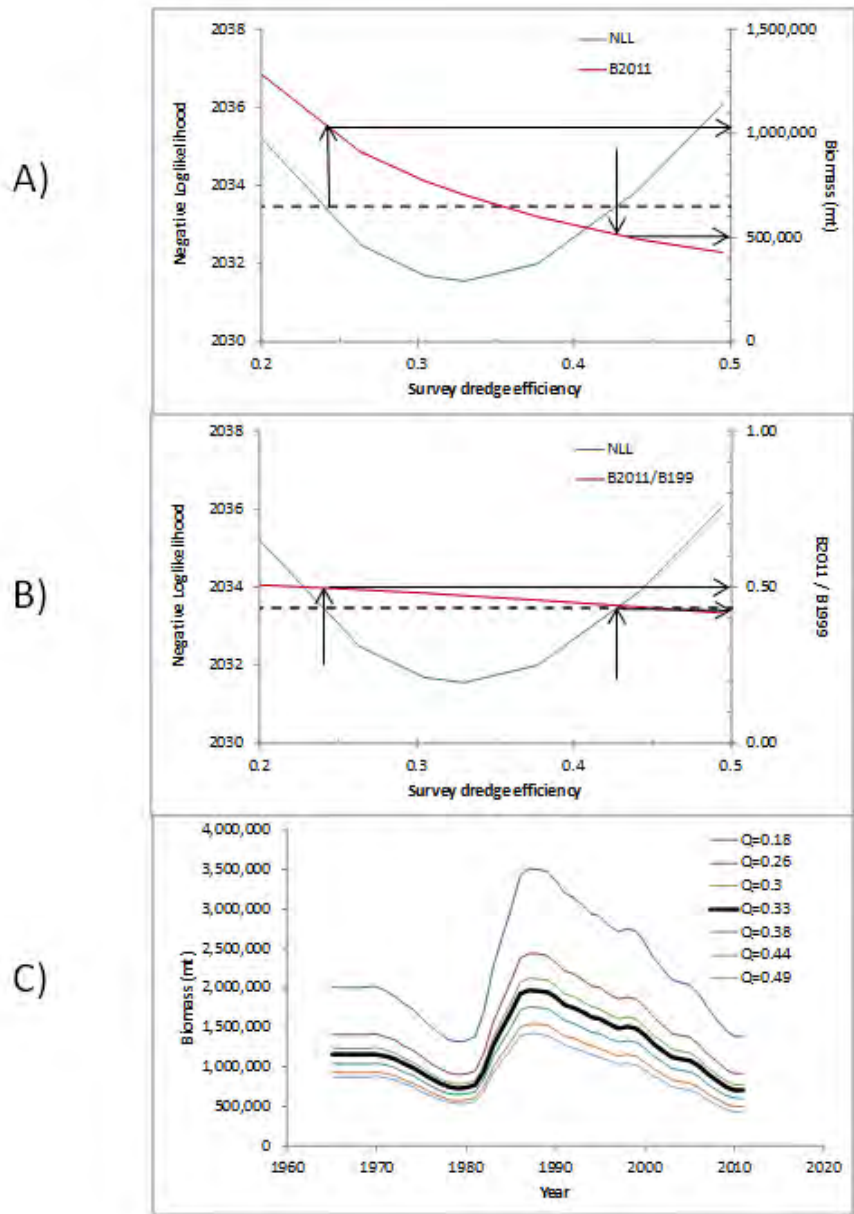 A)
2038
2036
2034
2032
2030
Negative Loglikelihood
NLL
B2011
1,500,000
1,000,000
500,000
0
Biomass (mt)
0.2
0.3
0.4
0.5
Survey dredge efficiency
B)
2038
2036
2034
2032
2030
Negative Loglikelihood
NLL
B2011/B199
1.00
0.50
0.00
B2011 / B1999
0.2
0.3
0.4
0.5
Survey dredge efficiency
C)
4,000,000
3,500,000
3,000,000
2,500,000
2,000,000
1,500,000
1,000,000
500,000
0
Biomass (mt)
Q=0.18
Q=0.26
Q=0.3
Q=0.33
Q=0.38
Q=0.44
Q=0.49
1960
1970
1980
1990
2000
2010
2020
Year